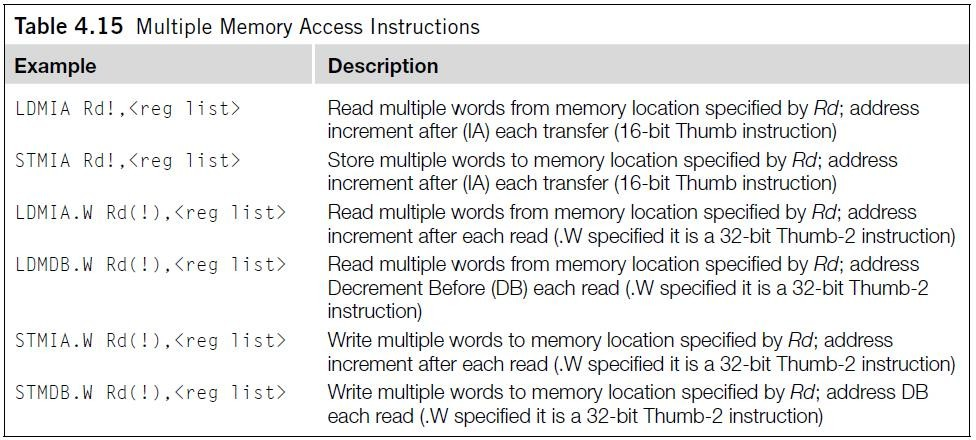 Table 4.15 Multiple Memory Access Instructions
Example Description
LDMIA Rd!,<reg list> Read multiple words from memory location specified by Rd; address
increment after (IA) each transfer (16-bit Thumb instruction)
STMIA Rd!,<reg list> Store multiple words to memory location specified by Rd; address
increment after (IA) each transfer (16-bit Thumb instruction)
LDMIA.W Rd(!),<reg list> Read multiple words from memory location specified by Rd; address
increment after each read (.W specified it is a 32-bit Thumb-2 instruction)
LDMDB.W Rd(!),<reg list> Read multiple words from memory location specified by Rd; address
Decrement Before (DB) each read (.W specified it is a 32-bit Thumb-2
instruction)
STMIA.W Rd(!),<reg list> Write multiple words to memory location specified by Rd; address
increment after each read (.W specified it is a 32-bit Thumb-2 instruction)
STMDB.W Rd(!),<reg list> Write multiple words to memory location specified by Rd; address DB
each read (.W specified it is a 32-bit Thumb-2 instruction)